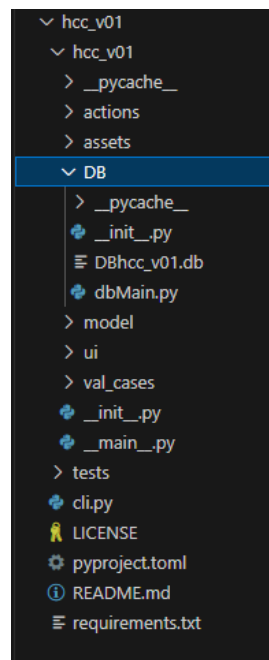 hcc_v01
hcc_v01
__pycache__
actions
assets
DB
__pycache__
__init__.py
DBhcc_v01.db
dbMain.py
model
ui
val_cases
__init__.py
__main__.py
tests
cli.py
LICENSE
pyproject.toml
README.md
requirements.txt